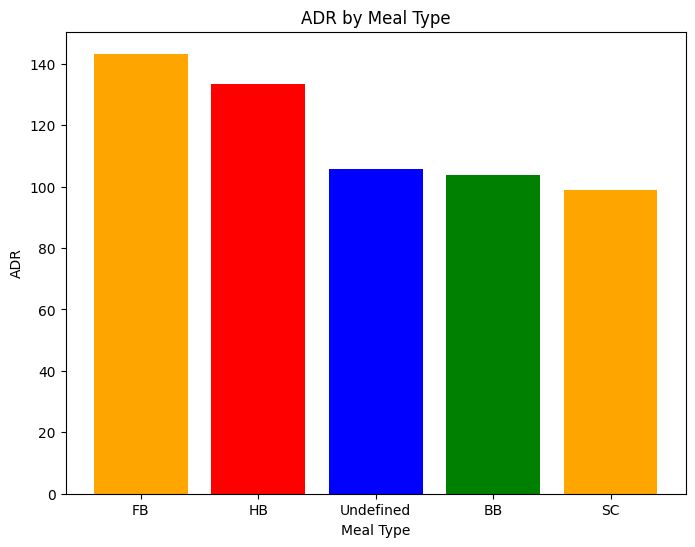 ADR by Meal Type
140
120
100
80
60
40
20
0
ADR
FB HB Undefined BB SC
Meal Type